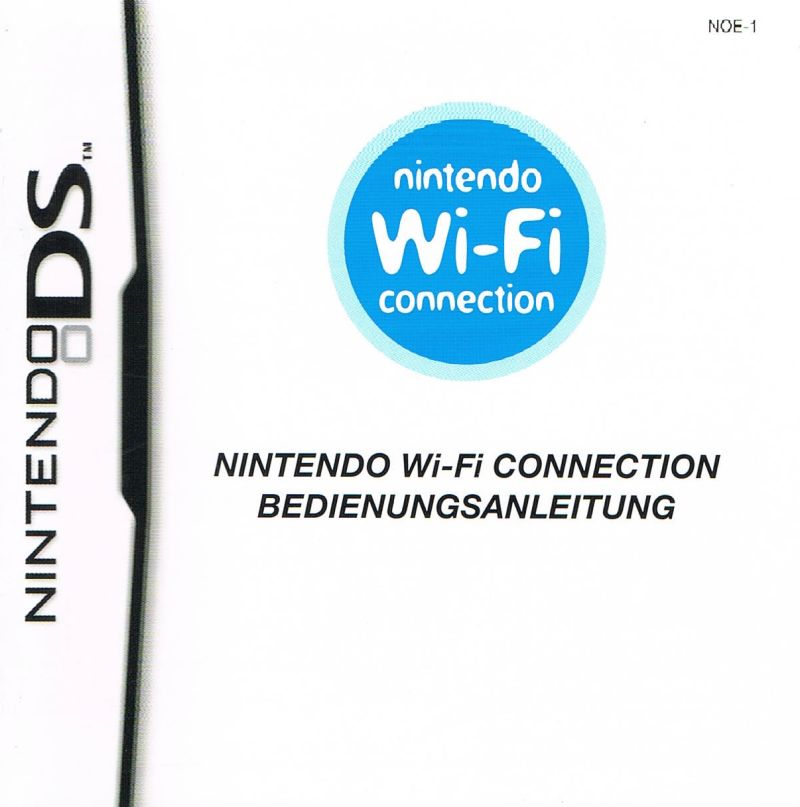 NOE-1
NINTENDO DS™
nintendo
Wi-Fi
connection
NINTENDO Wi-Fi CONNECTION
BEDIENUNGSANLEITUNG